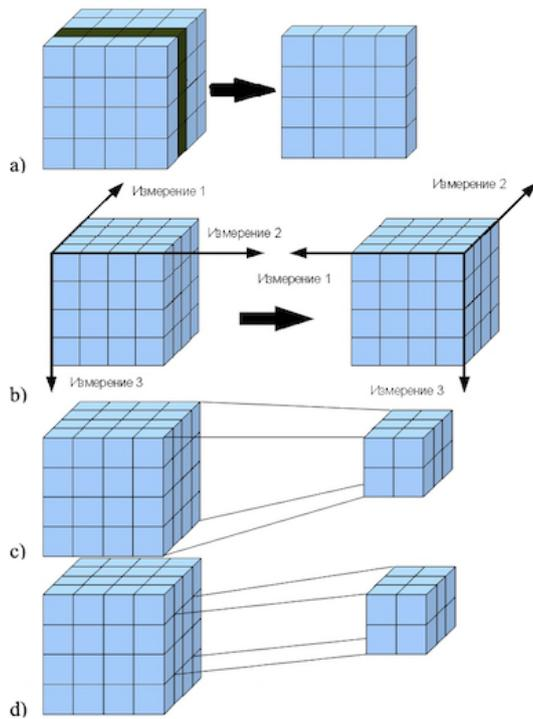 a)
Измерение 1
Измерение 2
Измерение 3
Измерение 2
Измерение 1
Измерение 3
b)
c)
d)